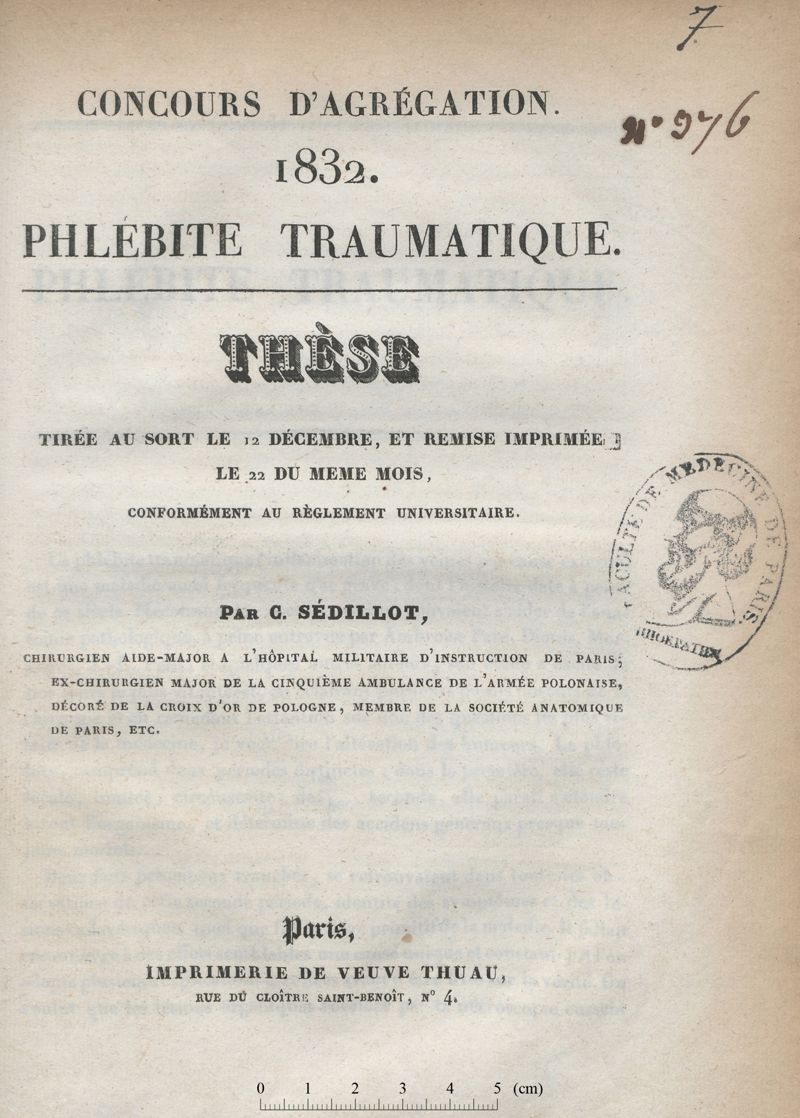 7
N° 976
CONCOURS D'AGRÉGATION.
1832.
PHLÉBITE TRAUMATIQUE.
THÈSE
TIRÉE AU SORT LE 12 DÉCEMBRE, ET REMISE IMPRIMÉE
LE 22 DU MEME MOIS,
CONFORMÉMENT AU RÈGLEMENT UNIVERSITAIRE.
FACULTE DE MEDECINE DE PARIS.
PAR C. SÉDILLOT,
CHIRURGIEN AIDE-MAJOR A L'HÔPITAL MILITAIRE D'INSTRUCTION DE PARIS;
EX-CHIRURGIEN MAJOR DE LA CINQUIÈME AMBULANCE DE L'ARMÉE POLONAISE,
DÉCORÉ DE LA CROIX D'OR DE POLOGNE, MEMBRE DE LA SOCIÉTÉ ANATOMIQUE
DE PARIS, ETC.
Paris,
IMPRIMERIE DE VEUVE THUAU,
RUE DU CLOÎTRE SAINT-BENOÎT, N° 4.
0 1 2 3 4 5 (cm)